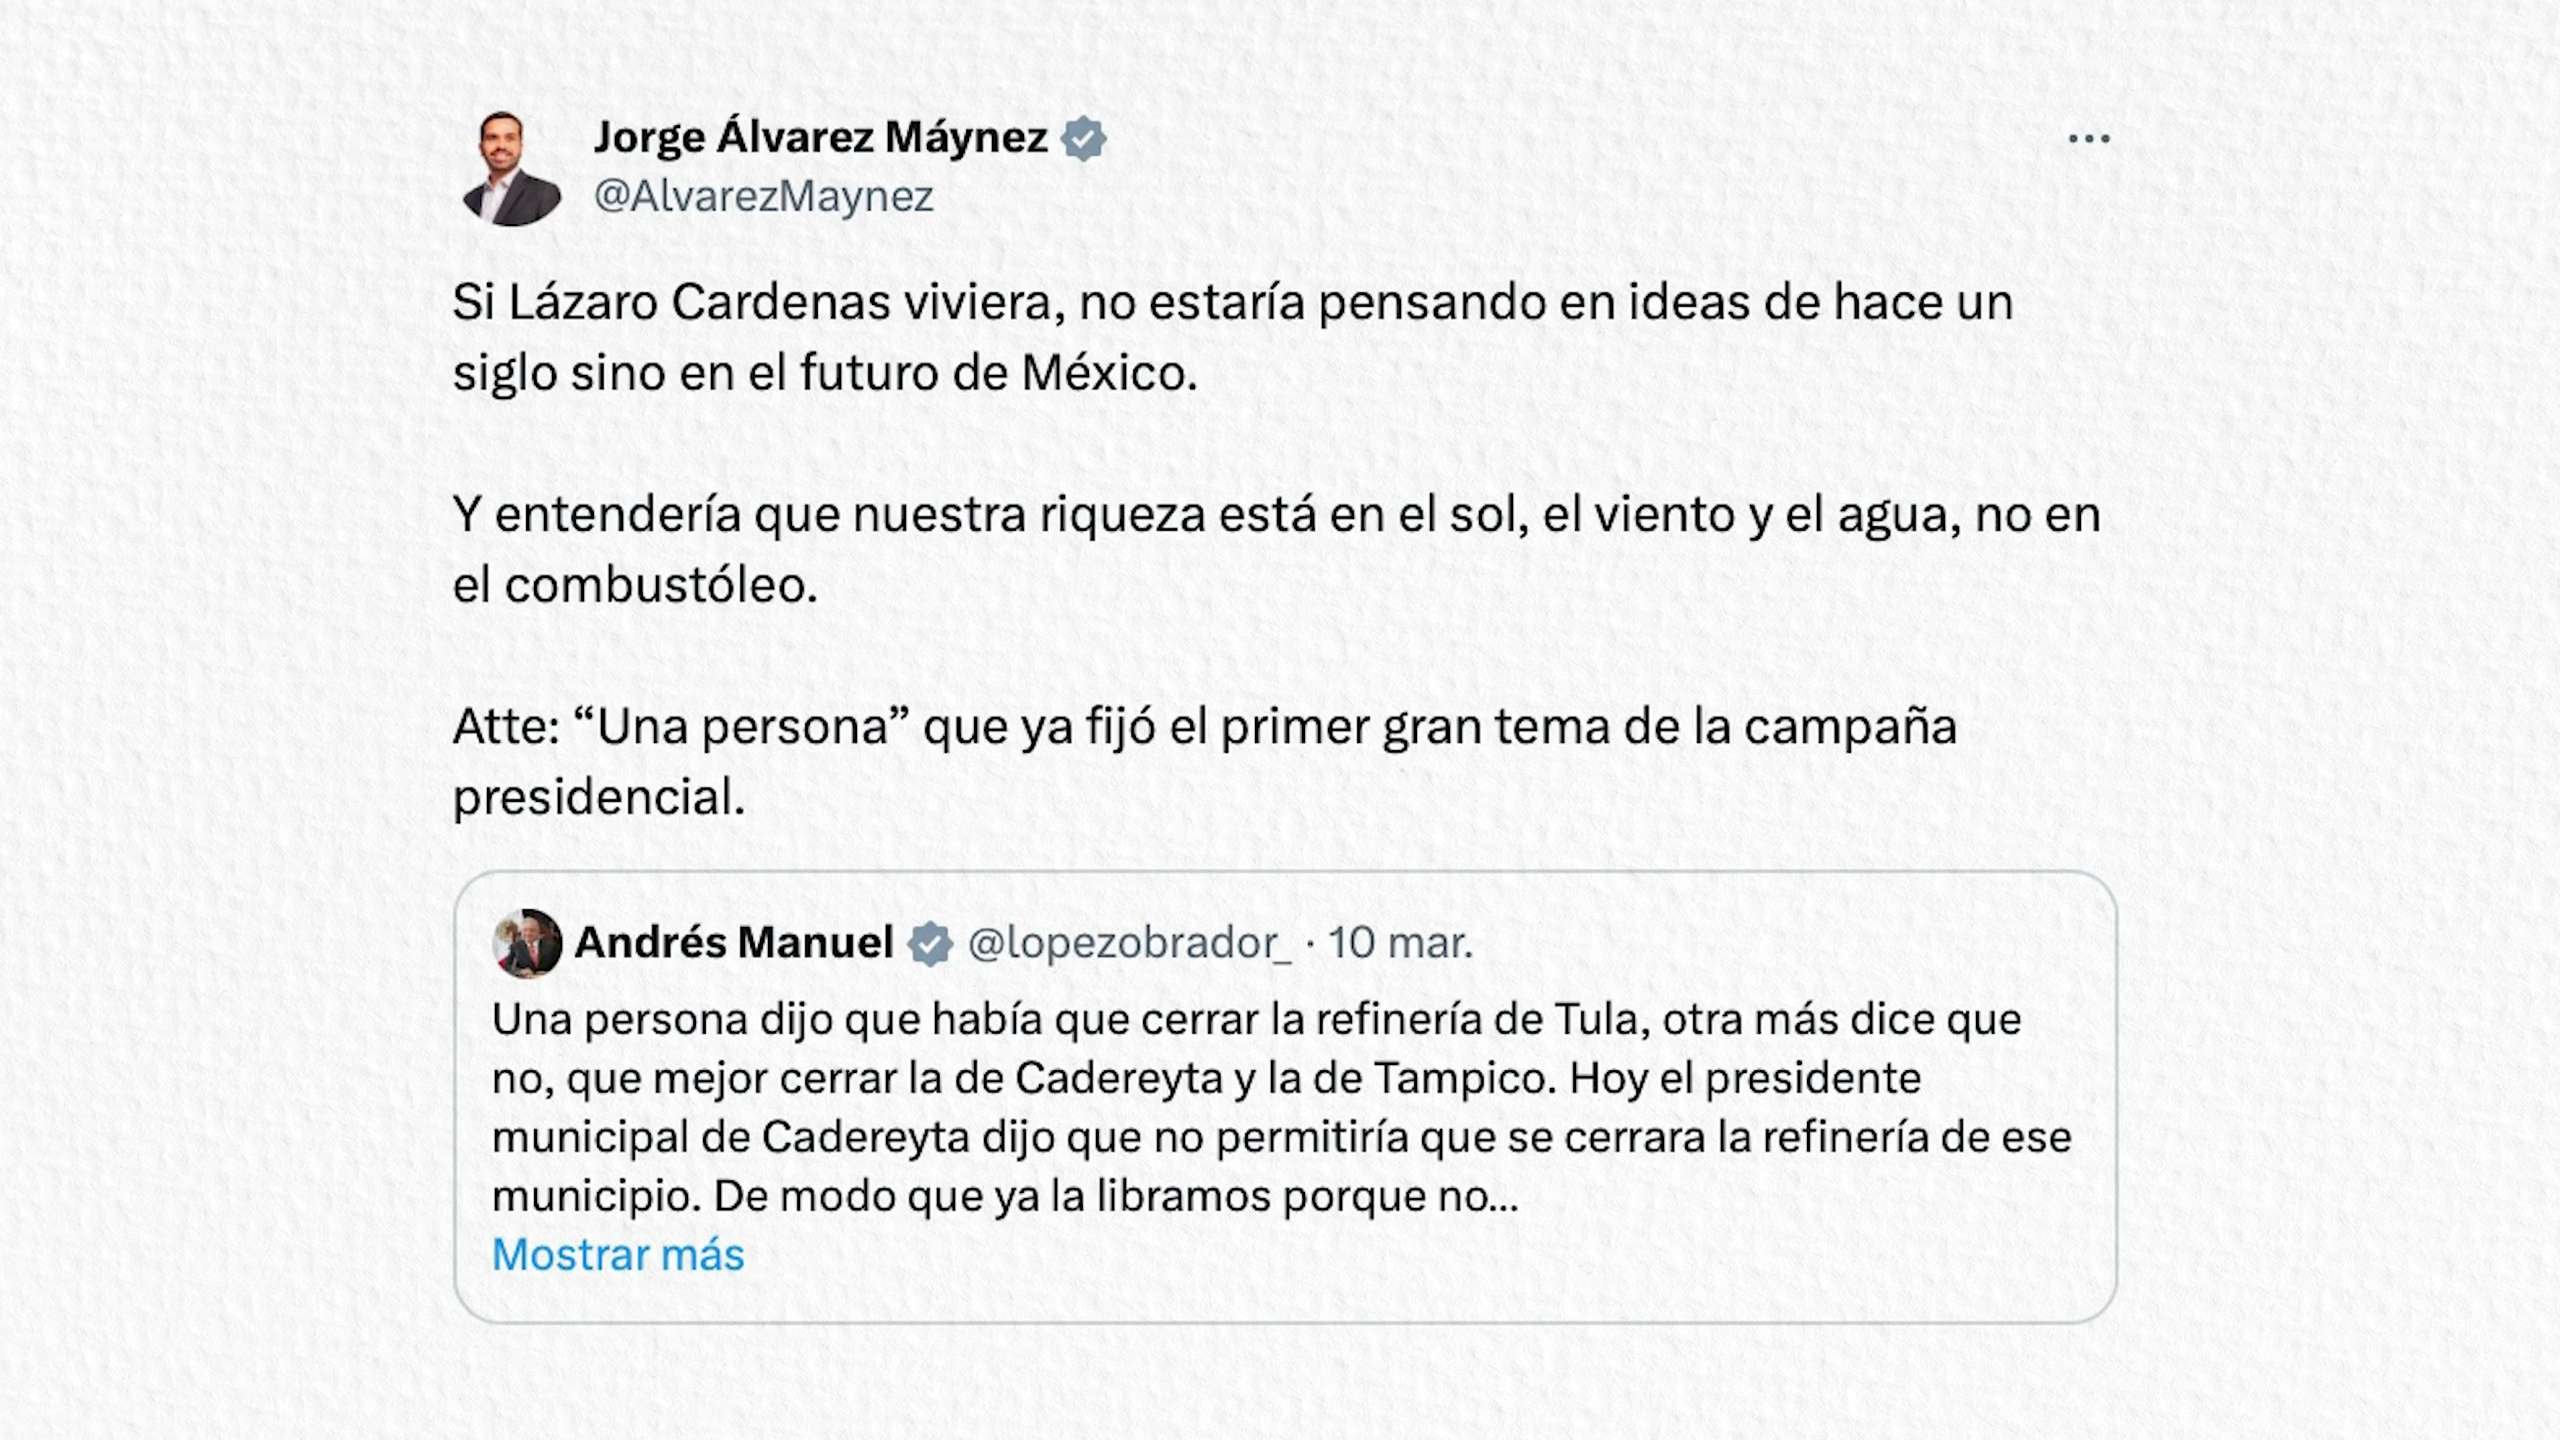 Jorge Álvarez Máynez
@AlvarezMaynez
Si Lázaro Cardenas viviera, no estaría pensando en ideas de hace un
siglo sino en el futuro de México.
Y entendería que nuestra riqueza está en el sol, el viento y el agua, no en
el combustóleo.
Atte: “Una persona” que ya fijó el primer gran tema de la campaña
presidencial.
Andrés Manuel @lopezobrador_ · 10 mar.
Una persona dijo que había que cerrar la refinería de Tula, otra más dice que
no, que mejor cerrar la de Cadereyta y la de Tampico. Hoy el presidente
municipal de Cadereyta dijo que no permitiría que se cerrara la refinería de ese
municipio. De modo que ya la libramos porque no...
Mostrar más